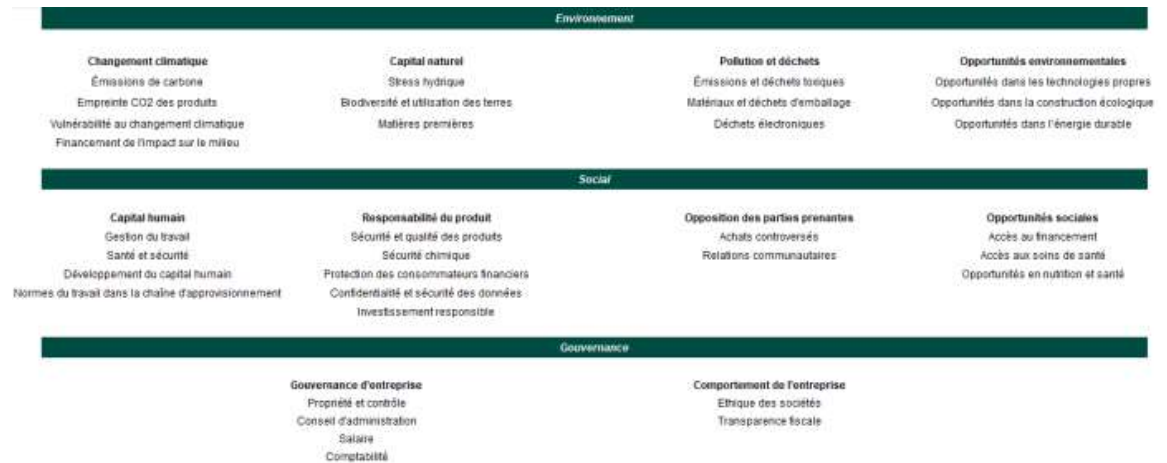 Environnement
Changement climatique
Émissions de carbone
Empreinte CO2 des produits
Vulnérabilité au changement climatique
Financement de l'impact sur le milieu
Capital naturel
Stress hydrique
Biodiversité et utilisation des terres
Matières premières
Pollution et déchets
Émissions et déchets toxiques
Matériaux et déchets d'emballage
Déchets électroniques
Opportunités environnementales
Opportunités dans les technologies propres
Opportunités dans la construction écologique
Opportunités dans l'énergie durable
Social
Capital humain
Gestion du travail
Santé et sécurité
Développement du capital humain
Normes du travail dans la chaîne d'approvisionnement
Responsabilité du produit
Sécurité et qualité des produits
Sécurité chimique
Protection des consommateurs financiers
Confidentialité et sécurité des données
Investissement responsible
Opposition des parties prenantes
Achats controversés
Relations communautaires
Opportunités sociales
Accès au financement
Accès aux soins de santé
Opportunités en nutrition et santé
Gouvernance
Gouvernance d'entreprise
Propriété et contrôle
Conseil d'administration
Salaire
Comptabilité
Comportement de l'entreprise
Ethique des sociétés
Transparence fiscale